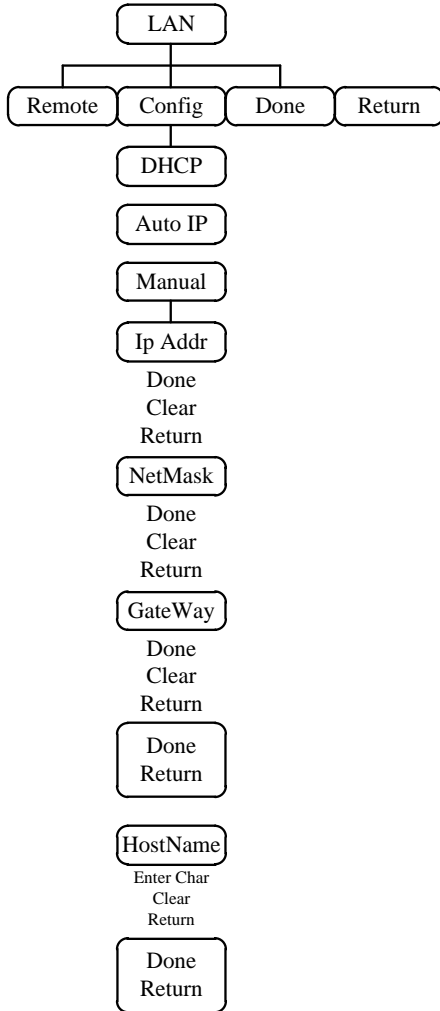 LAN
Remote Config Done Return
DHCP
Auto IP
Manual
Ip Addr
Done
Clear
Return
NetMask
Done
Clear
Return
GateWay
Done
Clear
Return
Done
Return
HostName
Enter Char
Clear
Return
Done
Return